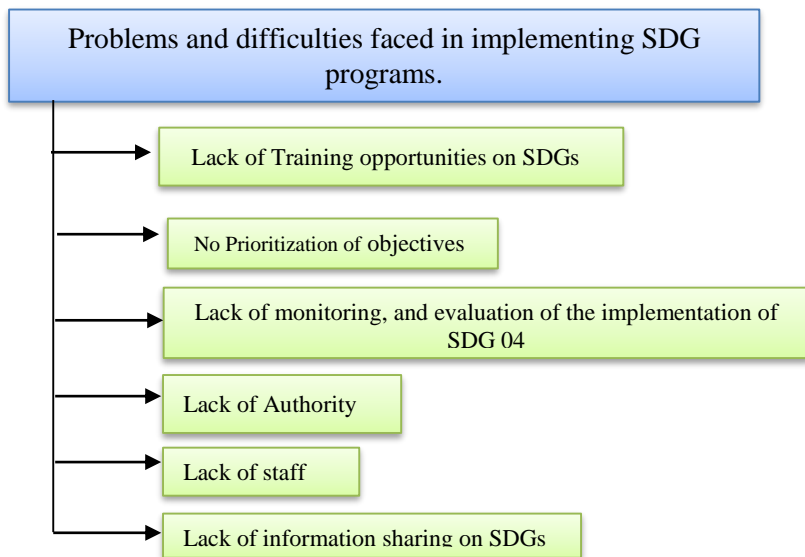 Problems and difficulties faced in implementing SDG
programs.
Lack of Training opportunities on SDGs
No Prioritization of objectives
Lack of monitoring, and evaluation of the implementation of
SDG 04
Lack of Authority
Lack of staff
Lack of information sharing on SDGs